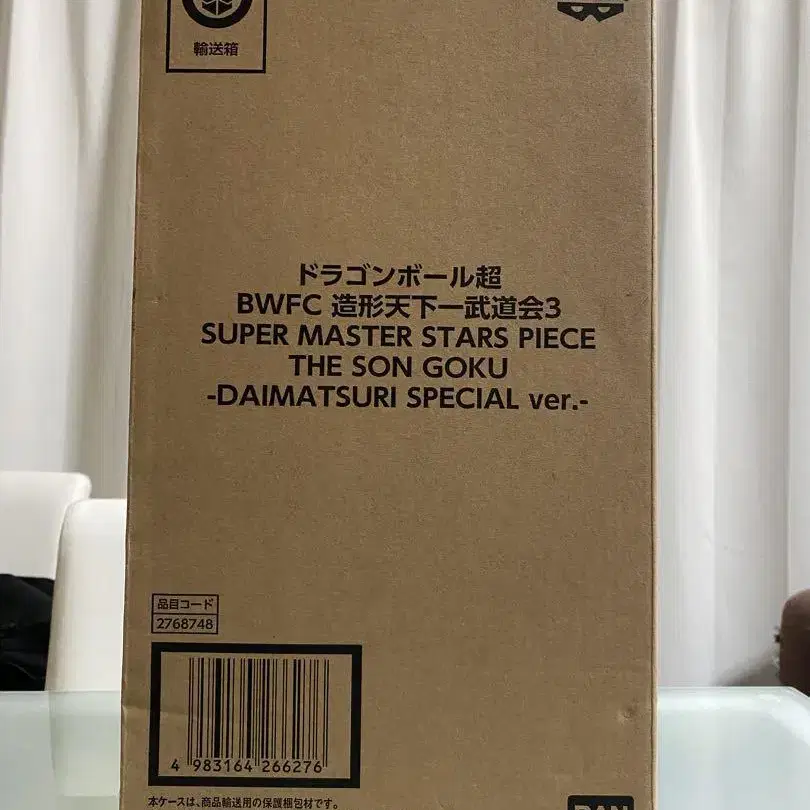 輸送箱
ドラゴンボール超
BWFC 造形天下一武道会3
SUPER MASTER STARS PIECE
THE SON GOKU
-DAIMATSURI SPECIAL ver.-
品目コード
2768748
4 983164 266276
本ケースは、商品輸送用の保護梱包材です。
BAN